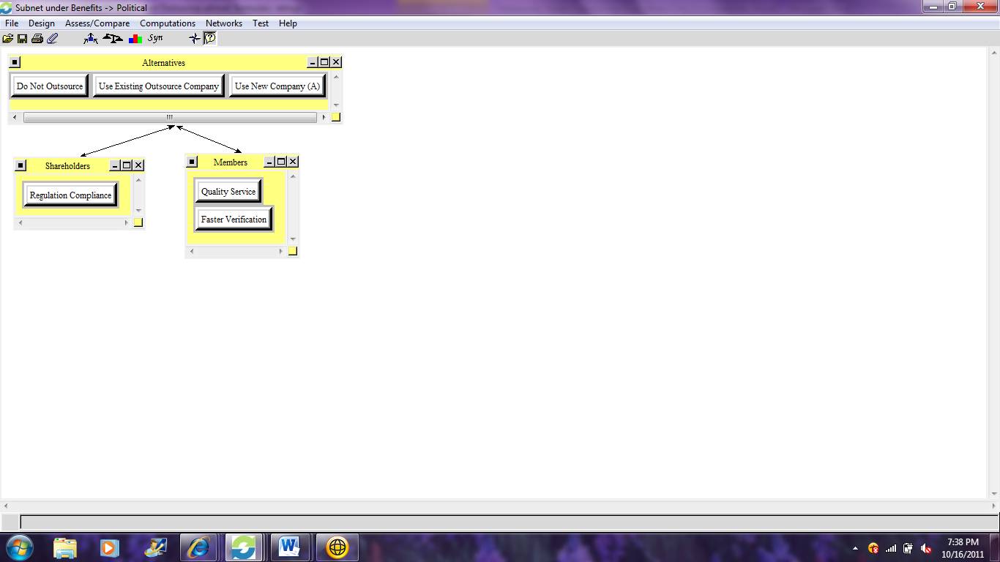 Subnet under Benefits -> Political
File Design Assess/Compare Computations Networks Test Help
Syn
Alternatives
Do Not Outsource Use Existing Outsource Company Use New Company (A)
Shareholders
Regulation Compliance
Members
Quality Service
Faster Verification
7:38 PM
10/16/2011